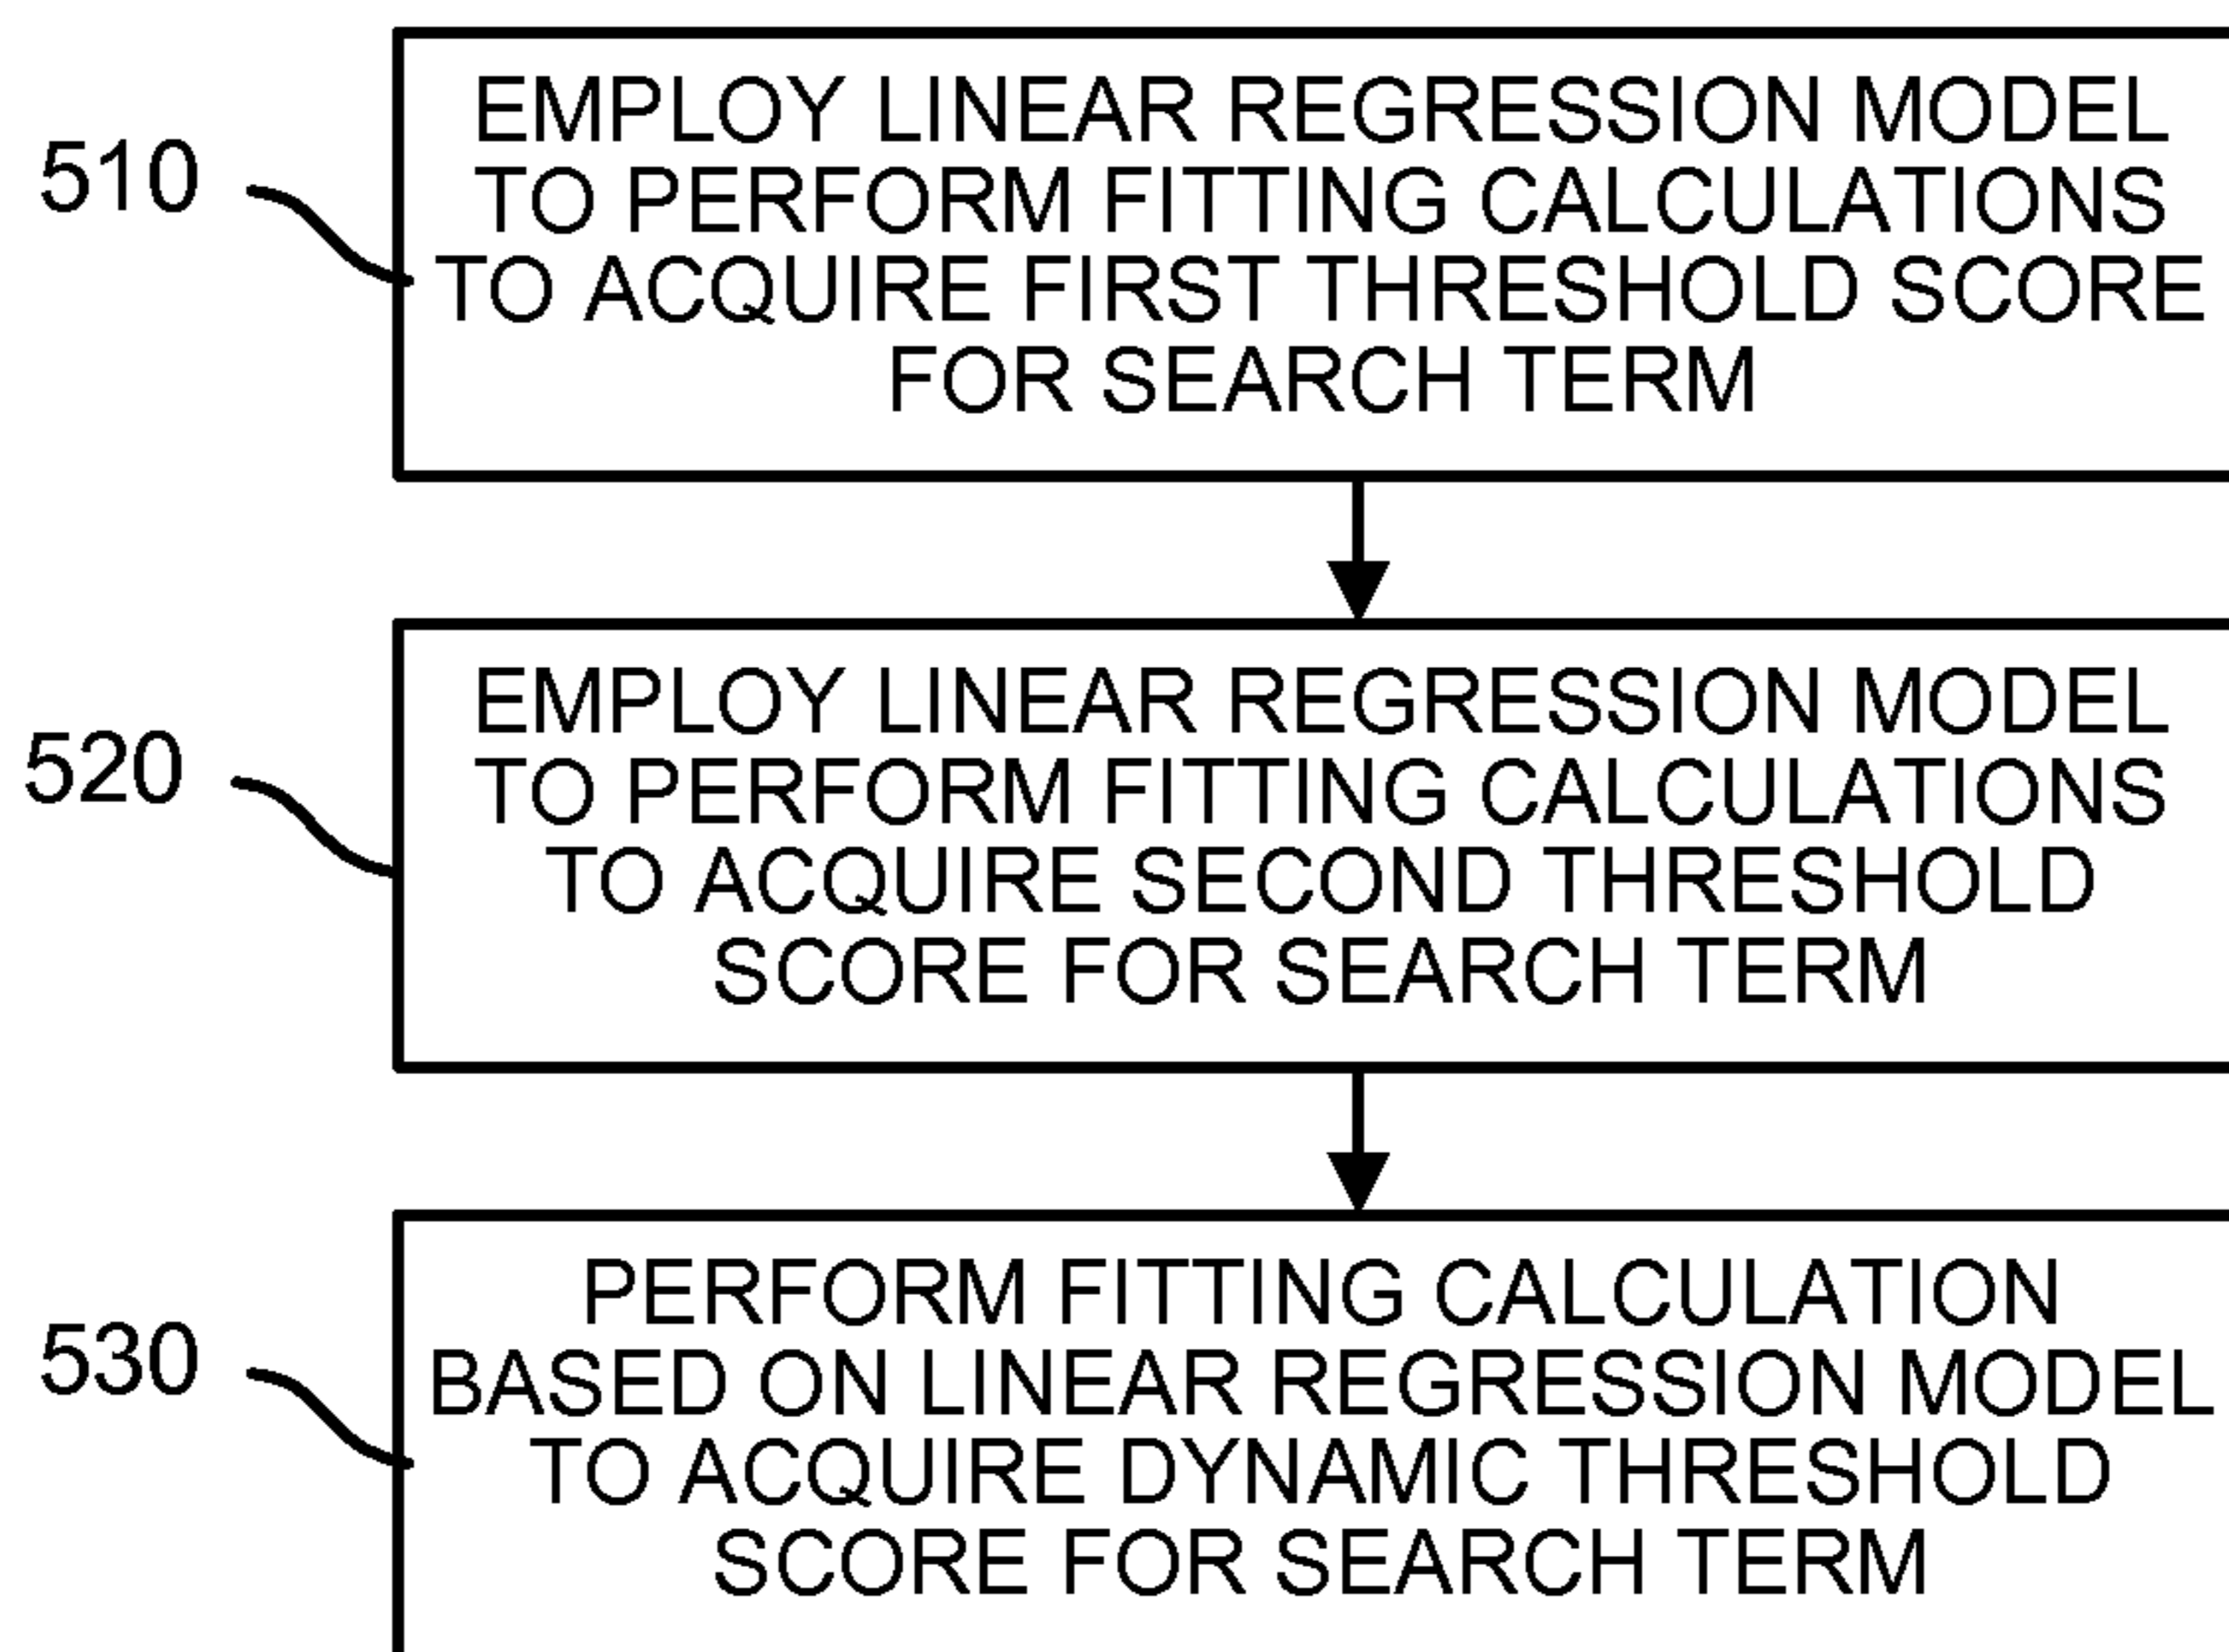 510
EMPLOY LINEAR REGRESSION MODEL
TO PERFORM FITTING CALCULATIONS
TO ACQUIRE FIRST THRESHOLD SCORE
FOR SEARCH TERM
520
EMPLOY LINEAR REGRESSION MODEL
TO PERFORM FITTING CALCULATIONS
TO ACQUIRE SECOND THRESHOLD
SCORE FOR SEARCH TERM
530
PERFORM FITTING CALCULATION
BASED ON LINEAR REGRESSION MODEL
TO ACQUIRE DYNAMIC THRESHOLD
SCORE FOR SEARCH TERM